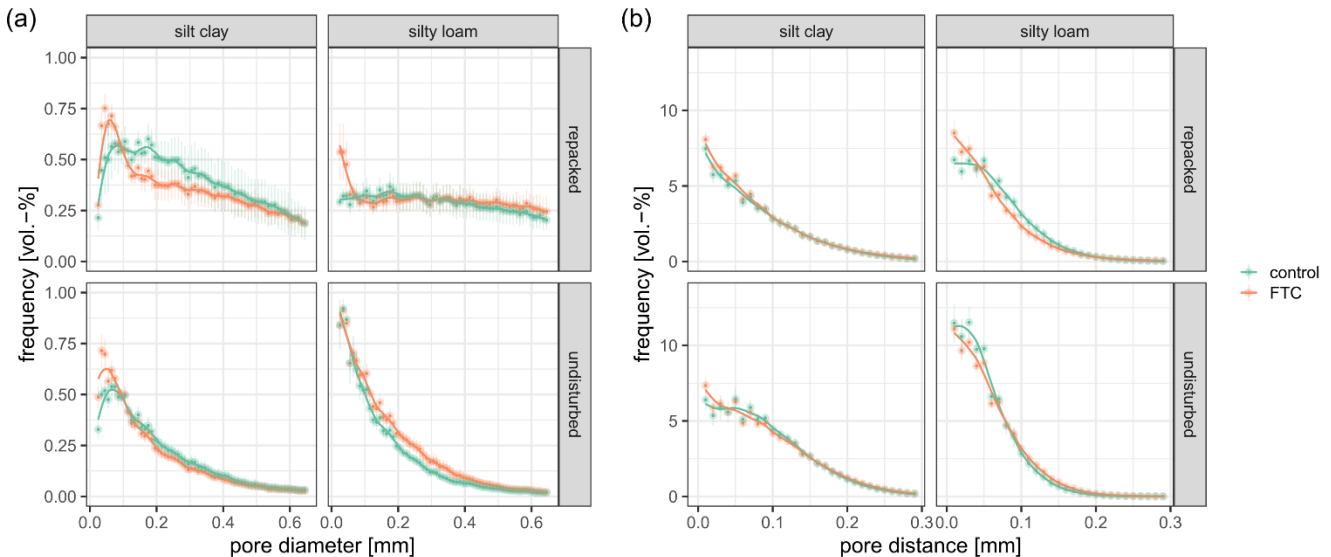 (a)
silt clay
silty loam
1.00
0.75
0.50
0.25
0.00
repacked
1.00
0.75
0.50
0.25
0.00
undisturbed
frequency [vol.−%]
0.0 0.2 0.4 0.6 0.0 0.2 0.4 0.6
pore diameter [mm]
(b)
silt clay
silty loam
10
5
0
repacked
10
5
0
undisturbed
frequency [vol.−%]
0.0 0.1 0.2 0.3 0.0 0.1 0.2 0.3
pore distance [mm]
control
FTC